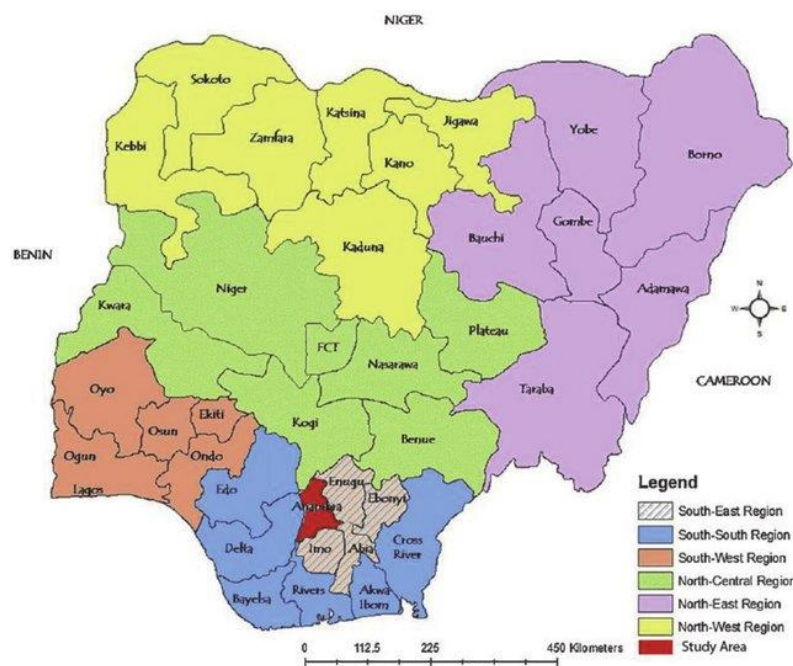 NIGER
Sokoto
Kebbi
Zamfara
Katsina
Jigawa
Kano
Yobe
Borno
Kaduna
Bauchi
Gombe
BENIN
Niger
Adamawa
Kwara
Plateau
FCT
Nasarawa
N
W
E
S
CAMEROON
Oyo
Taraba
Ekiti
Osun
Kogi
Benue
Ogun
Ondo
Lagos
Edo
Enugu
Ebonyi
Anambra
Delta
Imo
Abia
Cross
River
Bayelsa
Rivers
Akwa
Ibom
Legend
South-East Region
South-South Region
South-West Region
North-Central Region
North-East Region
North-West Region
Study Area
0 112.5 225 450 Kilometers